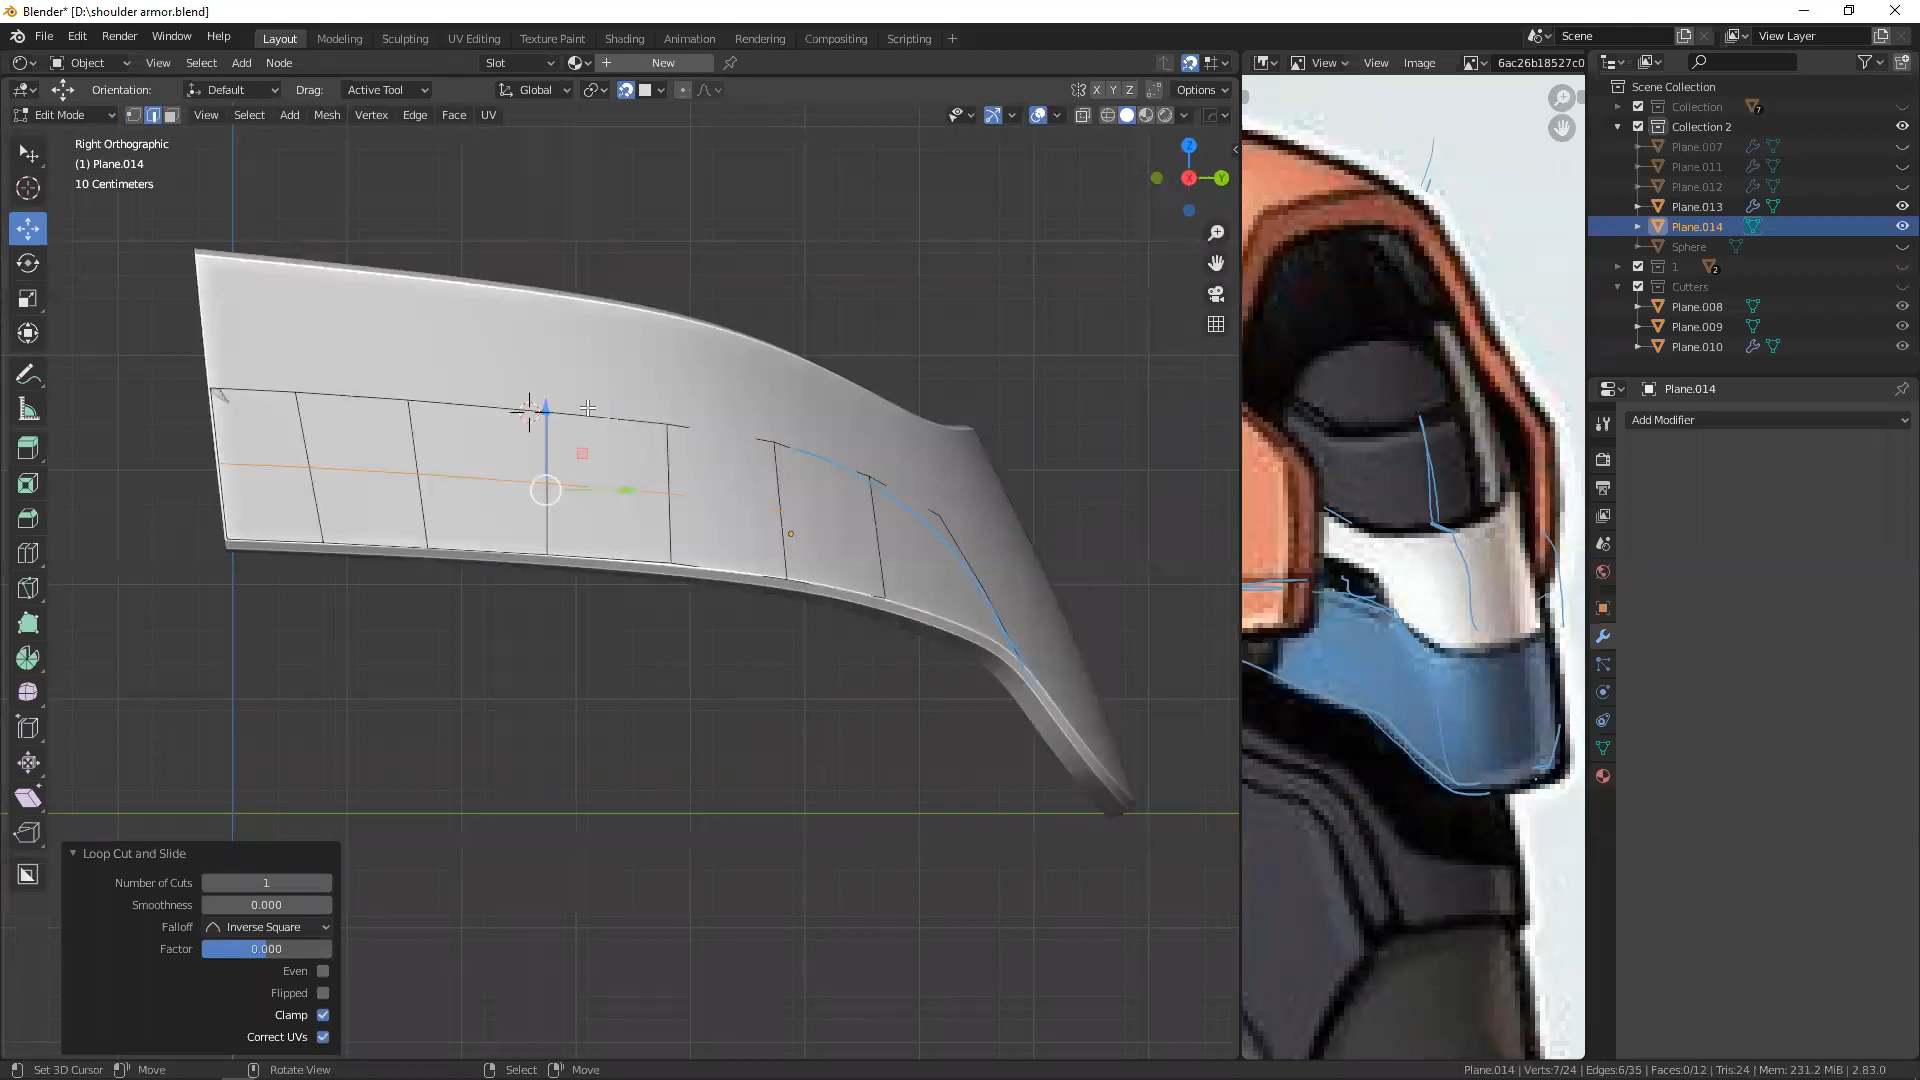 Blender* [D:\shoulder armor.blend]
File Edit Render Window Help
Layout Modeling Sculpting UV Editing Texture Paint Shading Animation Rendering Compositing Scripting
Scene
View Layer
Object View Select Add Node Slot New
View View Image 6ac26b18527c0
Orientation: Default Drag: Active Tool Global X Y Z Options
Edit Mode View Select Add Mesh Vertex Edge Face UV
Right Orthographic
(1) Plane.014
10 Centimeters
Z
X
Y
Scene Collection
Collection 7
Collection 2
Plane.007
Plane.011
Plane.012
Plane.013
Plane.014
Sphere
1 2
Cutters
Plane.008
Plane.009
Plane.010
Plane.014
Add Modifier
Loop Cut and Slide
Number of Cuts 1
Smoothness 0.000
Falloff Inverse Square
Factor 0.000
Even
Flipped
Clamp
Correct UVs
Set 3D Cursor Move Rotate View Select Move
Plane.014 | Verts:7/24 | Edges:6/35 | Faces:0/12 | Tris:24 | Mem: 231.2 MiB | 2.83.0